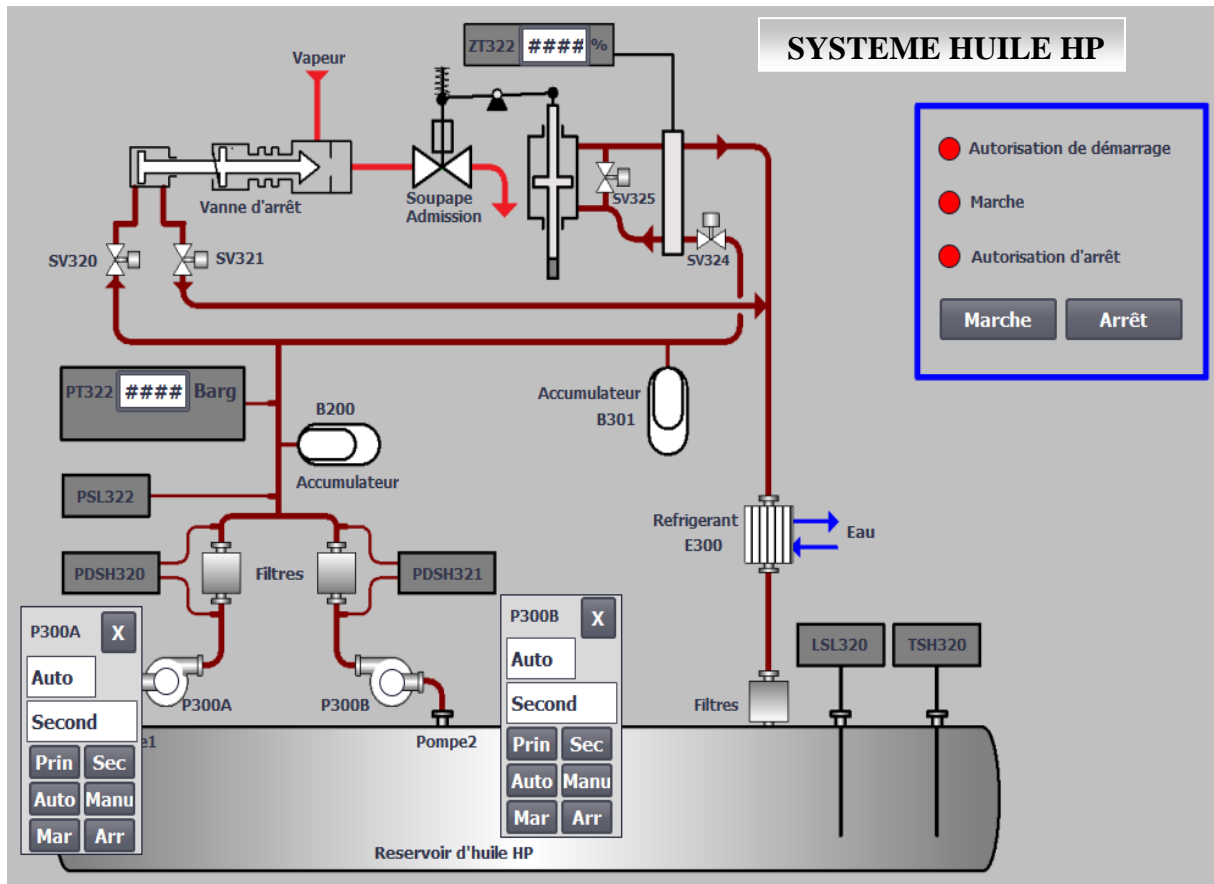 SYSTEME HUILE HP
ZT322 #### %
Vapeur
Vanne d'arrêt
Soupape
Admission
SV325
SV324
SV320
SV321
Autorisation de démarrage
Marche
Autorisation d'arrêt
Marche
Arrêt
PT322 #### Barg
B200
Accumulateur
Accumulateur
B301
PSL322
PDSH320
Filtres
PDSH321
Refrigerant
E300
Eau
P300A X
Auto
Second
Prin Sec
Auto Manu
Mar Arr
P300A
P300B
e1
Pompe2
P300B X
Auto
Second
Prin Sec
Auto Manu
Mar Arr
Filtres
LSL320
TSH320
Reservoir d'huile HP